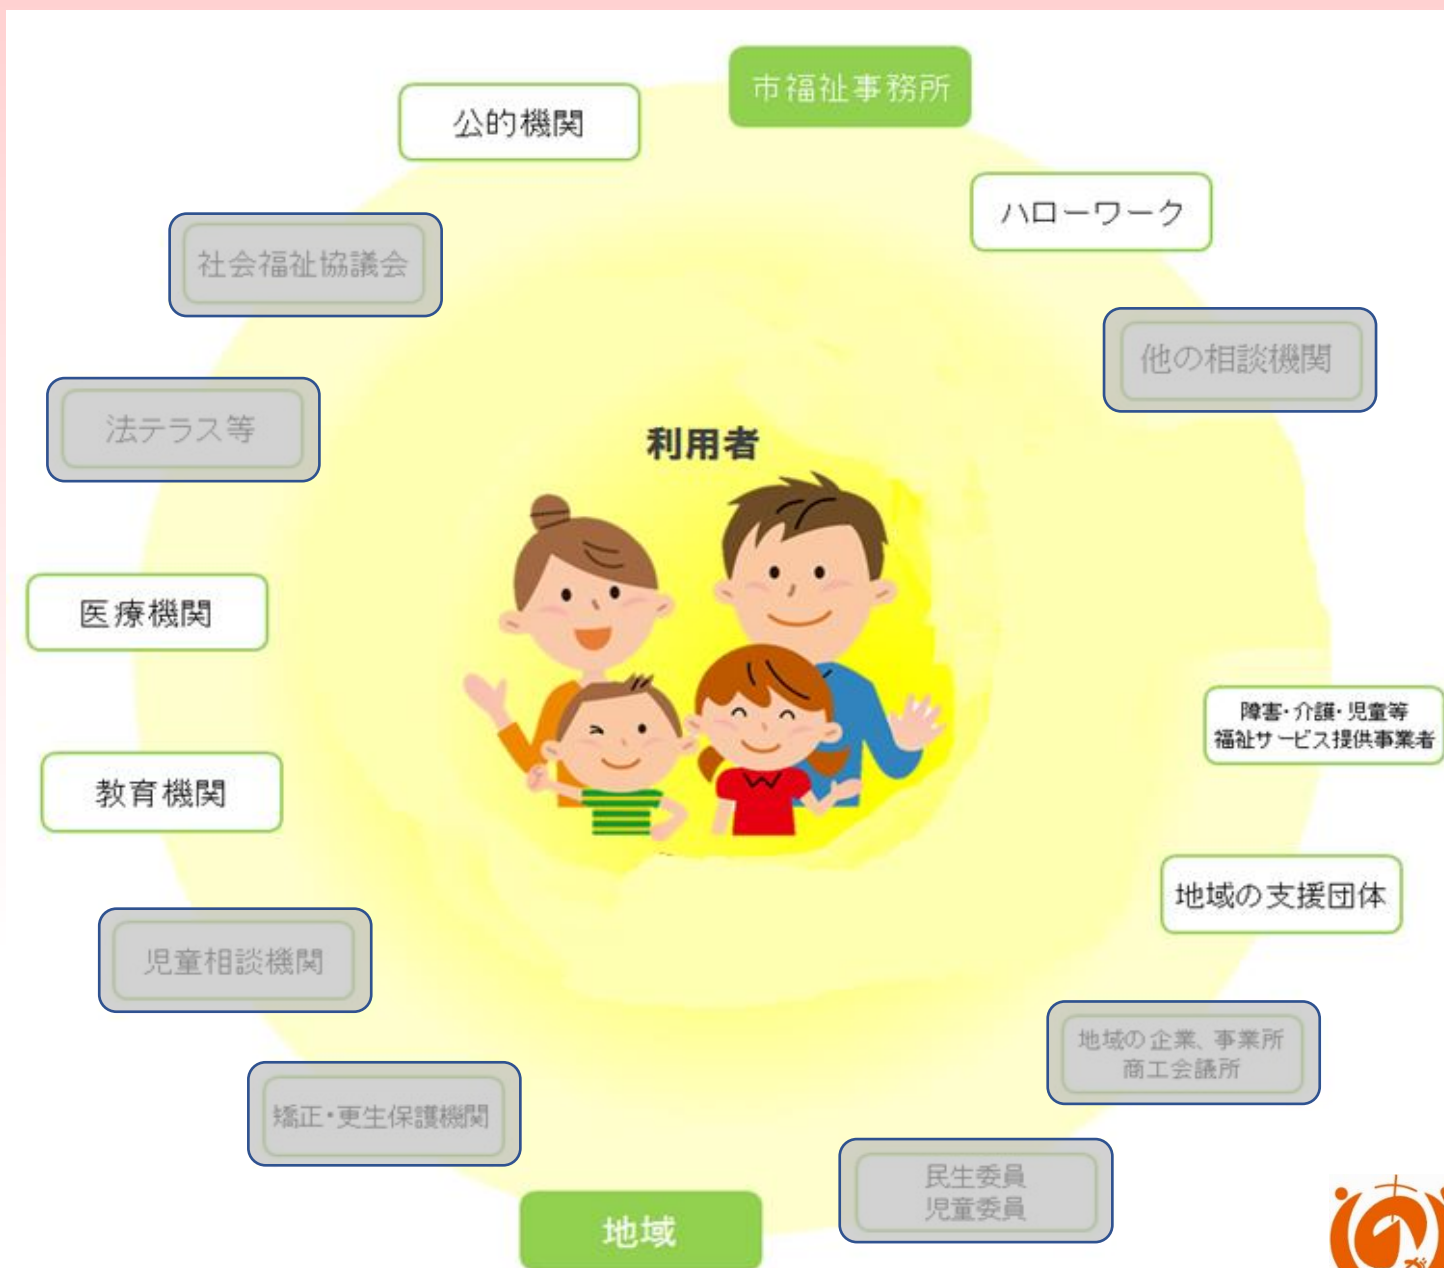 市福祉事務所
公的機関
ハローワーク
社会福祉協議会
他の相談機関
法テラス等
利用者
医療機関
障害・介護・児童等
福祉サービス提供事業者
教育機関
地域の支援団体
児童相談機関
地域の企業、事業所
商工会議所
矯正・更生保護機関
民生委員
児童委員
地域